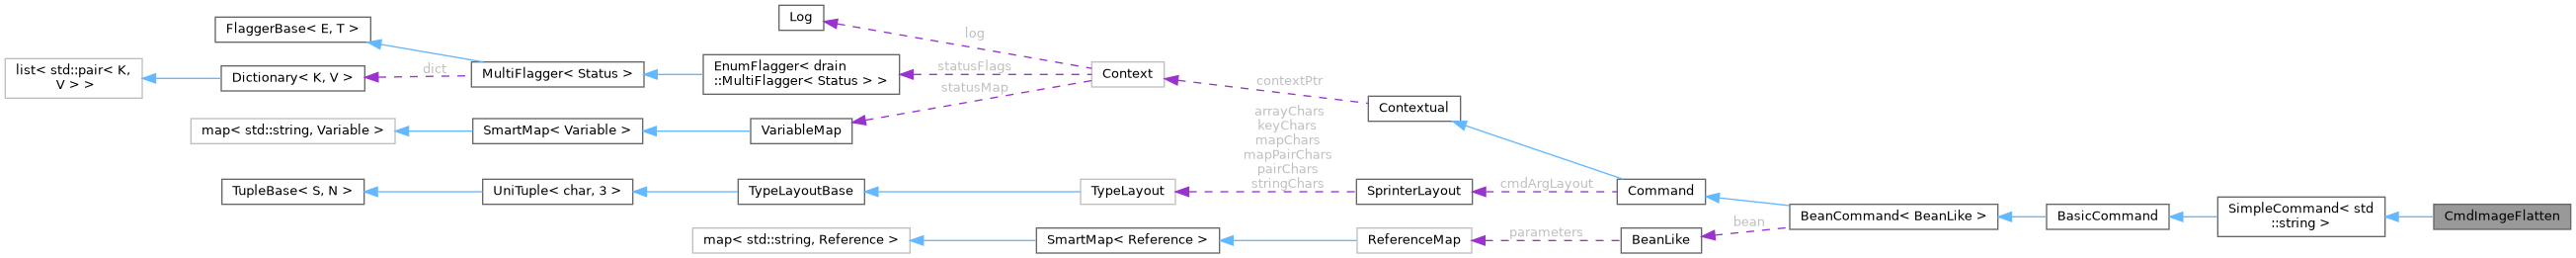 Log
FlaggerBase< E, T >
log
list< std::pair< K,
V > >
Dictionary< K, V >
dict
MultiFlagger< Status >
EnumFlagger< drain
::MultiFlagger< Status > >
statusFlags
statusMap
Context
contextPtr
Contextual
map< std::string, Variable >
SmartMap< Variable >
VariableMap
arrayChars
keyChars
mapChars
mapPairChars
pairChars
stringChars
TupleBase< S, N >
UniTuple< char, 3 >
TypeLayoutBase
TypeLayout
SprinterLayout
cmdArgLayout
Command
map< std::string, Reference >
SmartMap< Reference >
ReferenceMap
parameters
BeanLike
bean
BeanCommand< BeanLike >
BasicCommand
SimpleCommand< std
::string >
CmdImageFlatten